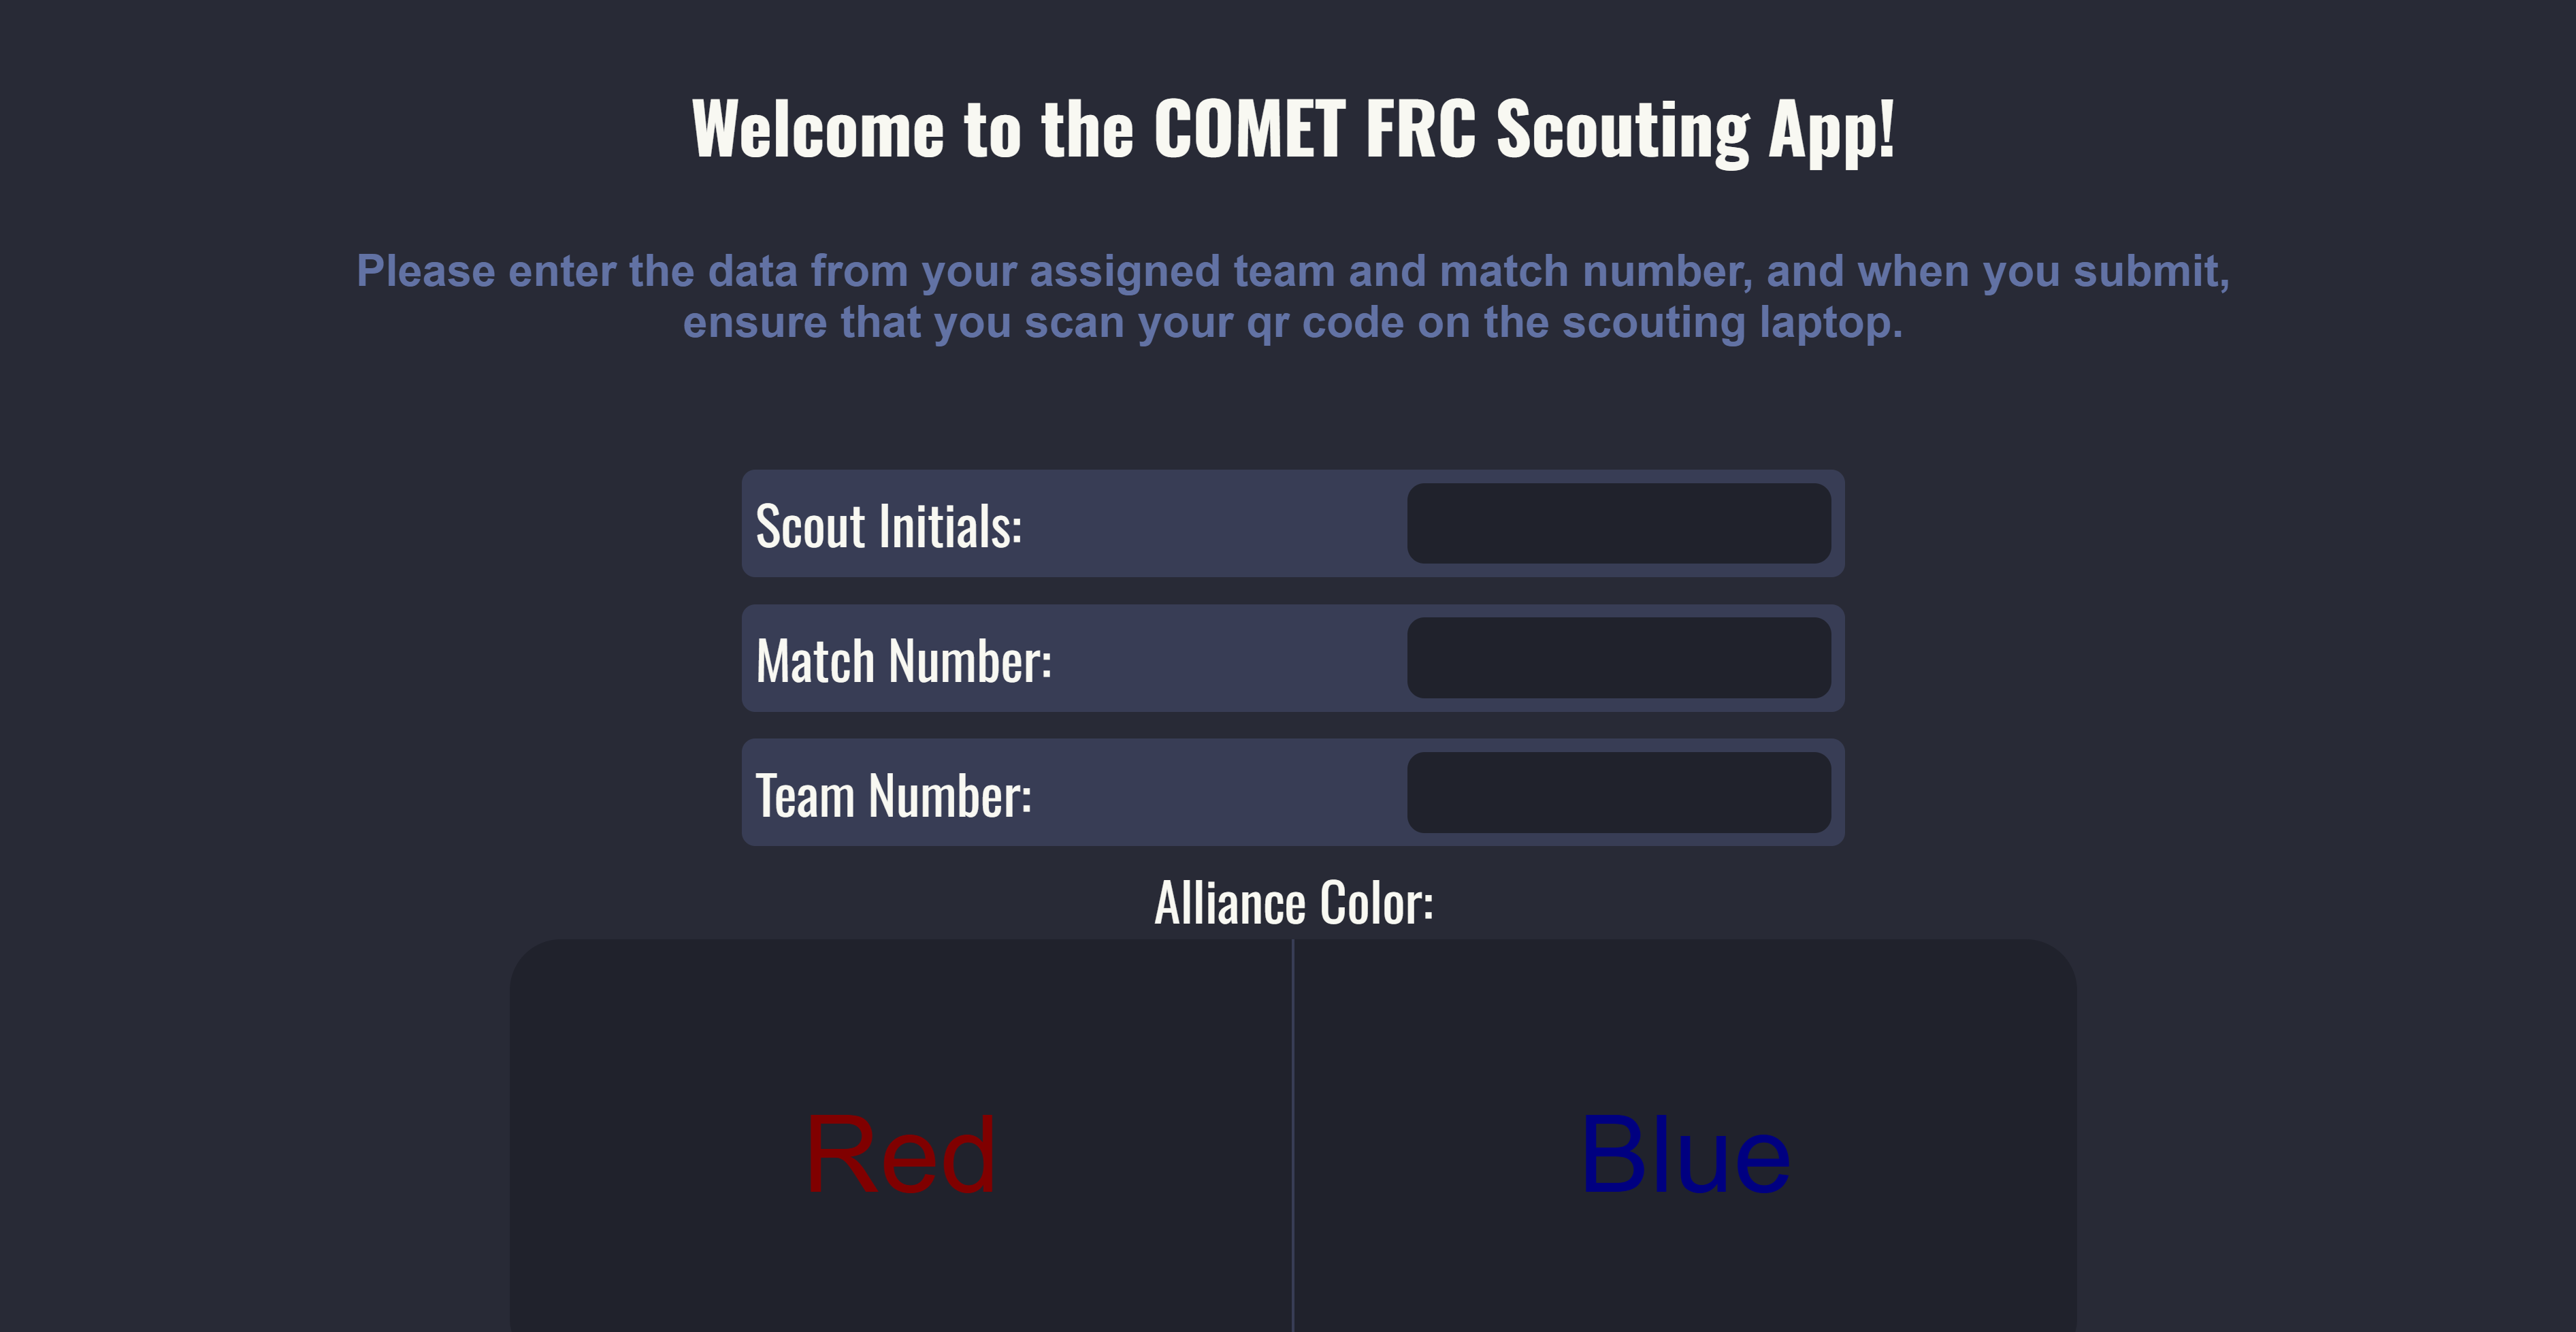 Welcome to the COMET FRC Scouting App!
Please enter the data from your assigned team and match number, and when you submit,
ensure that you scan your qr code on the scouting laptop.
Scout Initials:
Match Number:
Team Number:
Alliance Color:
Red
Blue